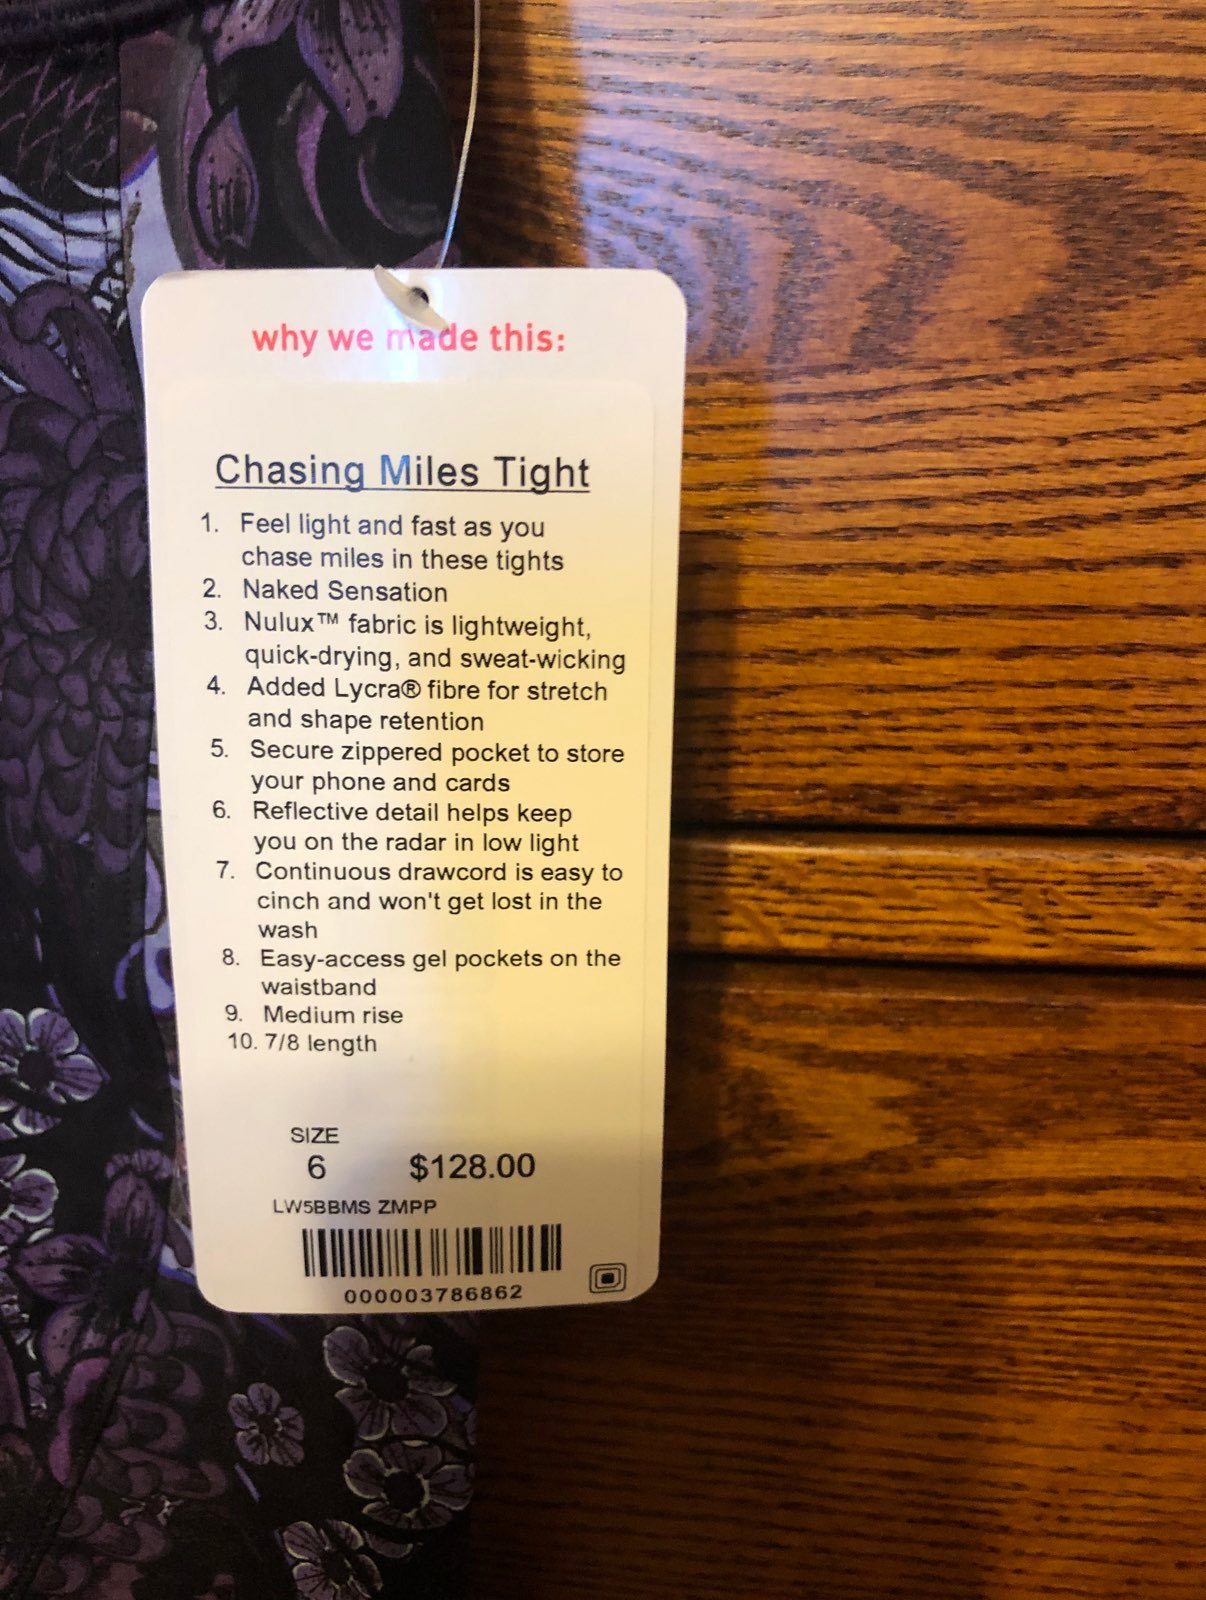 why we made this:
Chasing Miles Tight
1. Feel light and fast as you
chase miles in these tights
2. Naked Sensation
3. Nulux™ fabric is lightweight,
quick-drying, and sweat-wicking
4. Added Lycra® fibre for stretch
and shape retention
5. Secure zippered pocket to store
your phone and cards
6. Reflective detail helps keep
you on the radar in low light
7. Continuous drawcord is easy to
cinch and won't get lost in the
wash
8. Easy-access gel pockets on the
waistband
9. Medium rise
10. 7/8 length
SIZE
6 $128.00
LW5BBMS ZMPP
000003786862